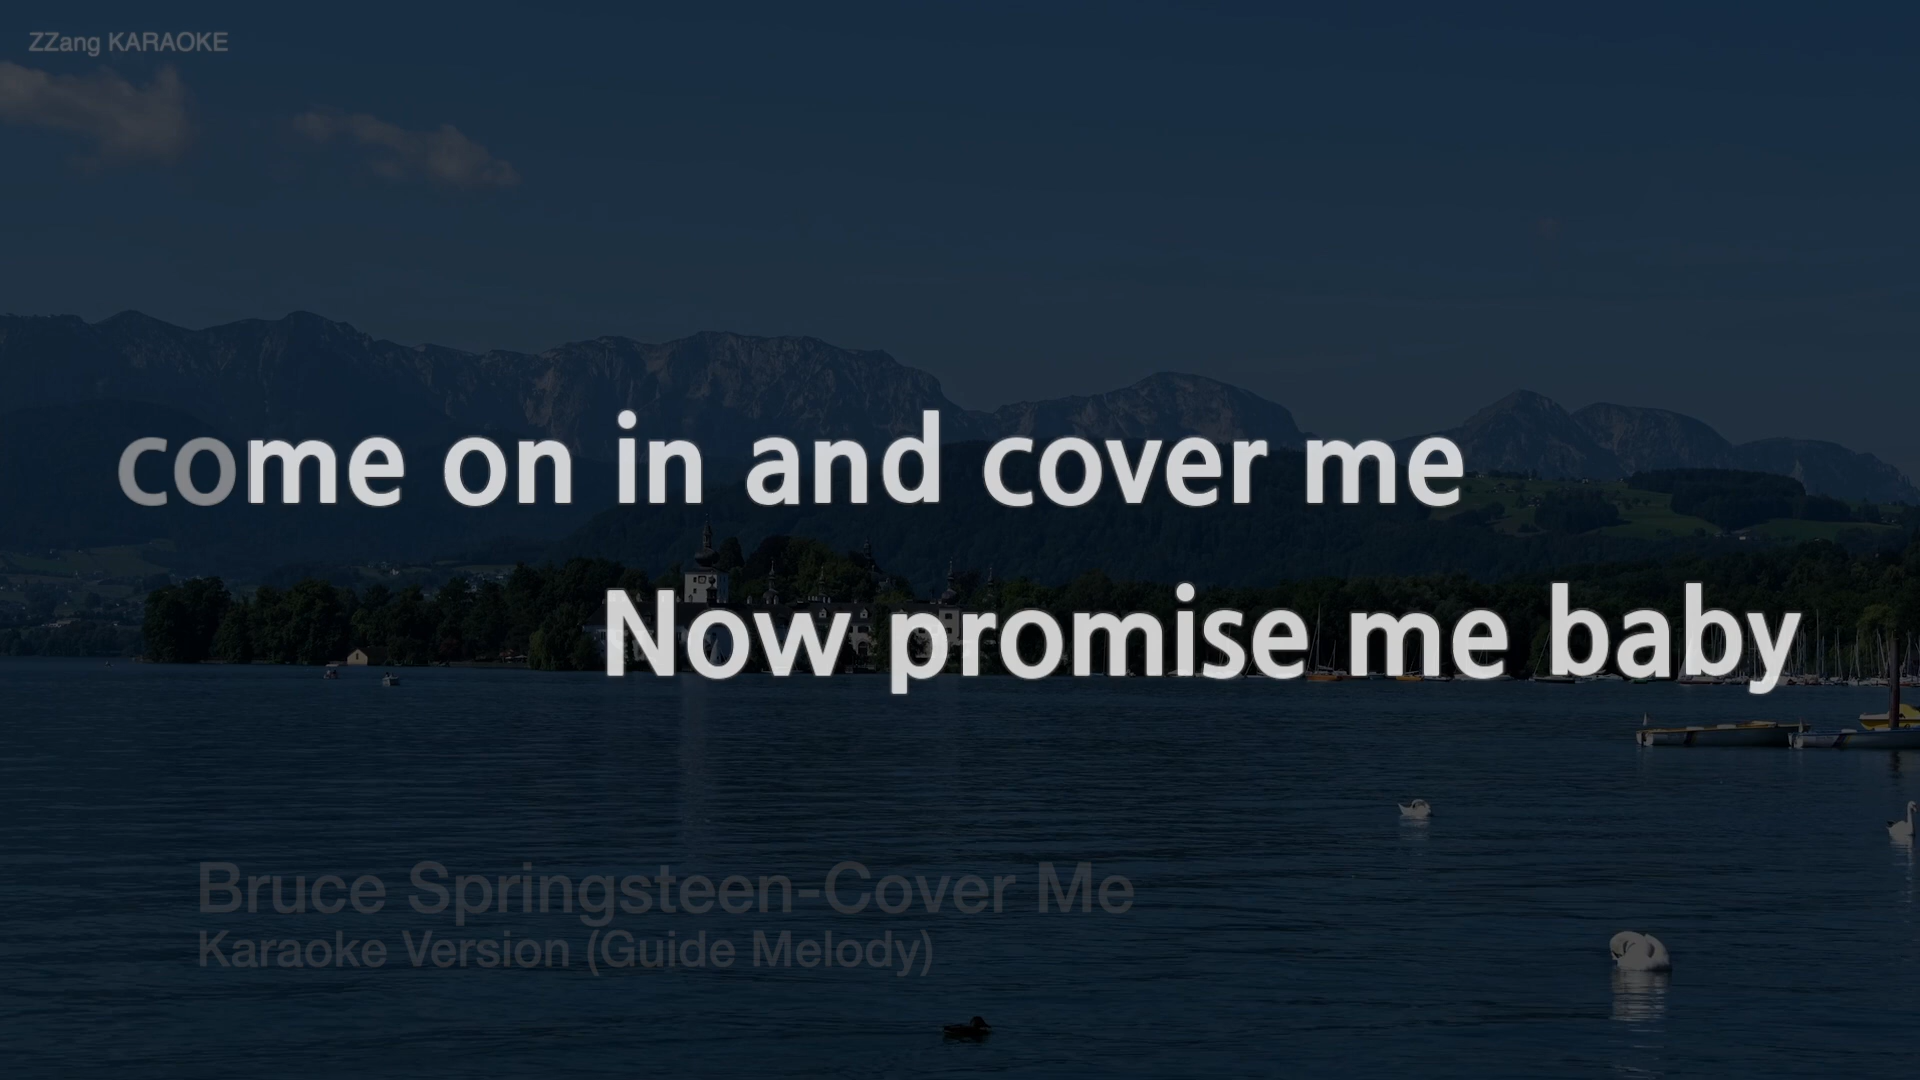 ZZang KARAOKE
come on in and cover me
Now promise me baby
Bruce Springsteen-Cover Me
Karaoke Version (Guide Melody)